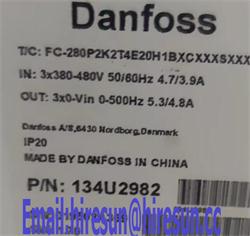 Danfoss
T/C: FC-280P2K2T4E20H1BXCXXXSXXX
IN: 3x380-480V 50/60Hz 4.7/3.9A
OUT: 3x0-Vin 0-500Hz 5.3/4.8A
Danfoss A/S,6430 Nordborg,Denmark
IP20
MADE BY DANFOSS IN CHINA
P/N: 134U2982
Email:hiresun@hiresun.cc